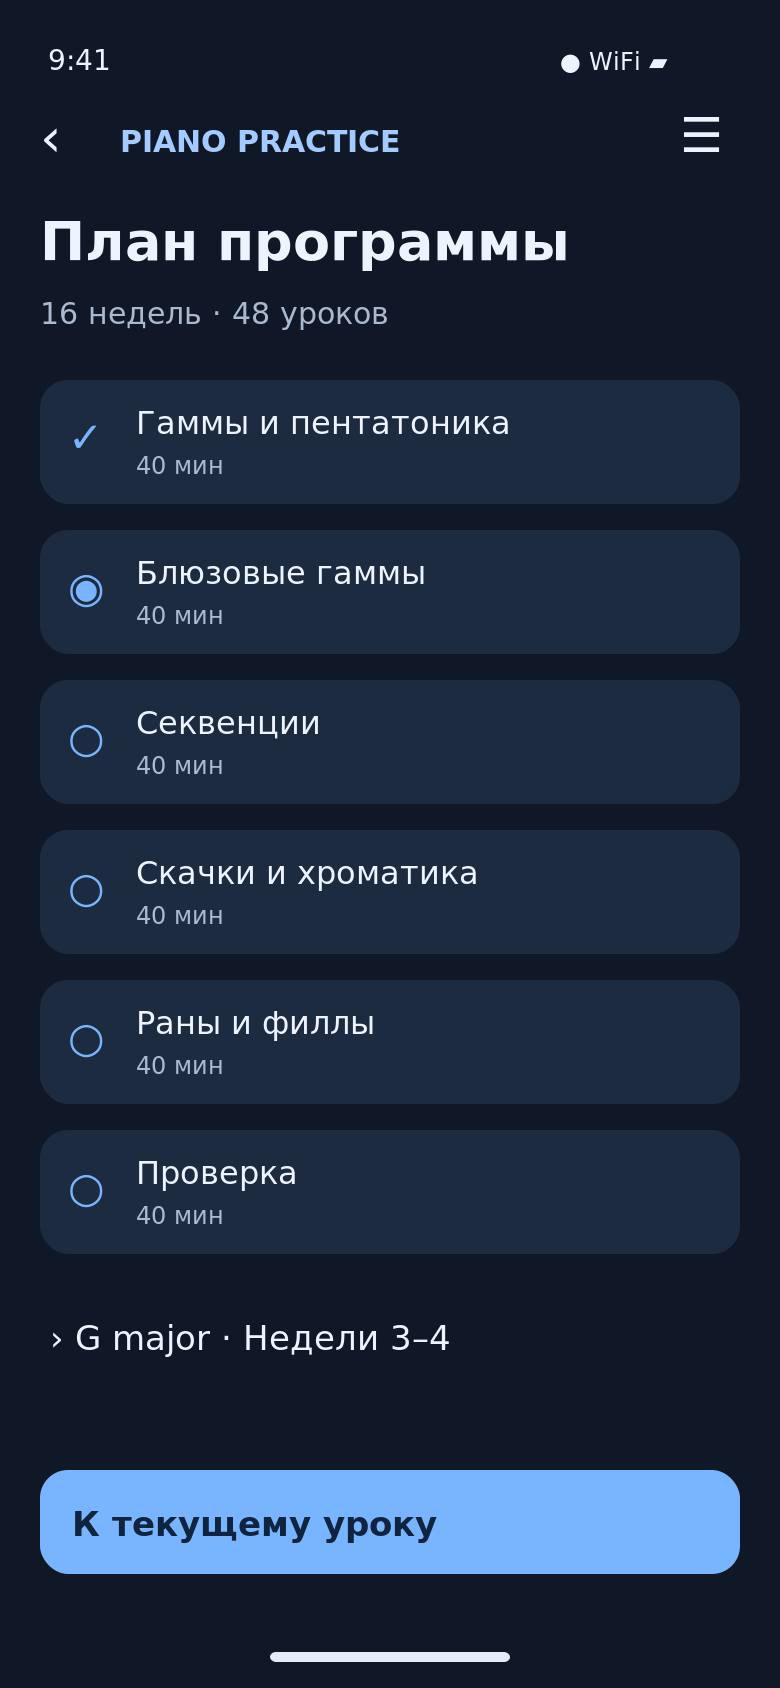 9:41 ● WiFi ▰
‹ PIANO PRACTICE ☰
План программы
16 недель · 48 уроков
✓ Гаммы и пентатоника
40 мин
◉ Блюзовые гаммы
40 мин
○ Секвенции
40 мин
○ Скачки и хроматика
40 мин
○ Раны и филлы
40 мин
○ Проверка
40 мин
› G major · Недели 3–4
К текущему уроку